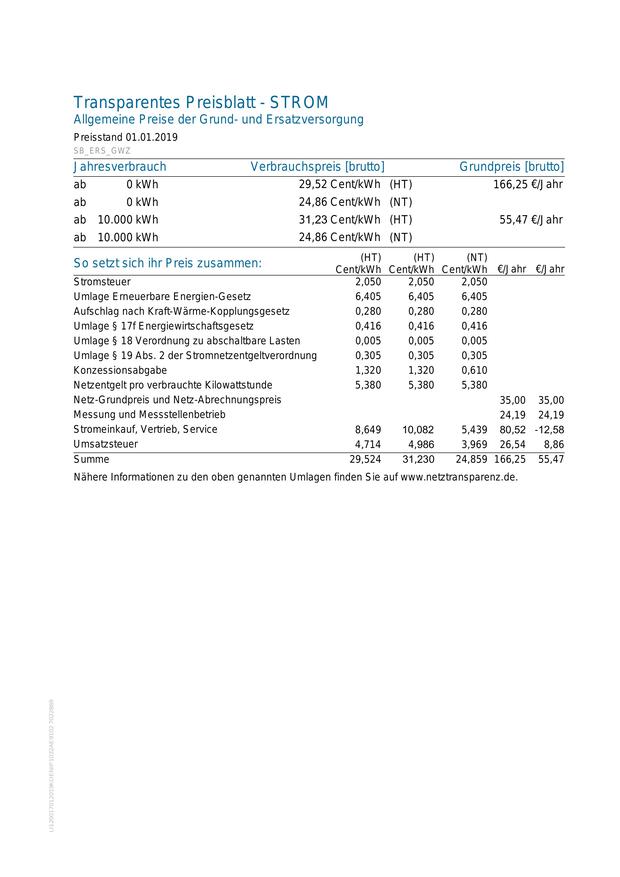 Transparentes Preisblatt - STROM
Allgemeine Preise der Grund- und Ersatzversorgung
Preisstand 01.01.2019
SB_ERS_GWZ
Jahresverbrauch Verbrauchspreis [brutto] Grundpreis [brutto]
ab 0 kWh 29,52 Cent/kWh (HT) 166,25 €/Jahr
ab 0 kWh 24,86 Cent/kWh (NT)
ab 10.000 kWh 31,23 Cent/kWh (HT) 55,47 €/Jahr
ab 10.000 kWh 24,86 Cent/kWh (NT)
So setzt sich ihr Preis zusammen: (HT) (HT) (NT)
Cent/kWh Cent/kWh Cent/kWh €/Jahr €/Jahr
Stromsteuer 2,050 2,050 2,050
Umlage Erneuerbare Energien-Gesetz 6,405 6,405 6,405
Aufschlag nach Kraft-Wärme-Kopplungsgesetz 0,280 0,280 0,280
Umlage § 17f Energiewirtschaftsgesetz 0,416 0,416 0,416
Umlage § 18 Verordnung zu abschaltbare Lasten 0,005 0,005 0,005
Umlage § 19 Abs. 2 der Stromnetzentgeltverordnung 0,305 0,305 0,305
Konzessionsabgabe 1,320 1,320 0,610
Netzentgelt pro verbrauchte Kilowattstunde 5,380 5,380 5,380
Netz-Grundpreis und Netz-Abrechnungspreis 35,00 35,00
Messung und Messstellenbetrieb 24,19 24,19
Stromeinkauf, Vertrieb, Service 8,649 10,082 5,439 80,52 -12,58
Umsatzsteuer 4,714 4,986 3,969 26,54 8,86
Summe 29,524 31,230 24,859 166,25 55,47
Nähere Informationen zu den oben genannten Umlagen finden Sie auf www.netztransparenz.de.